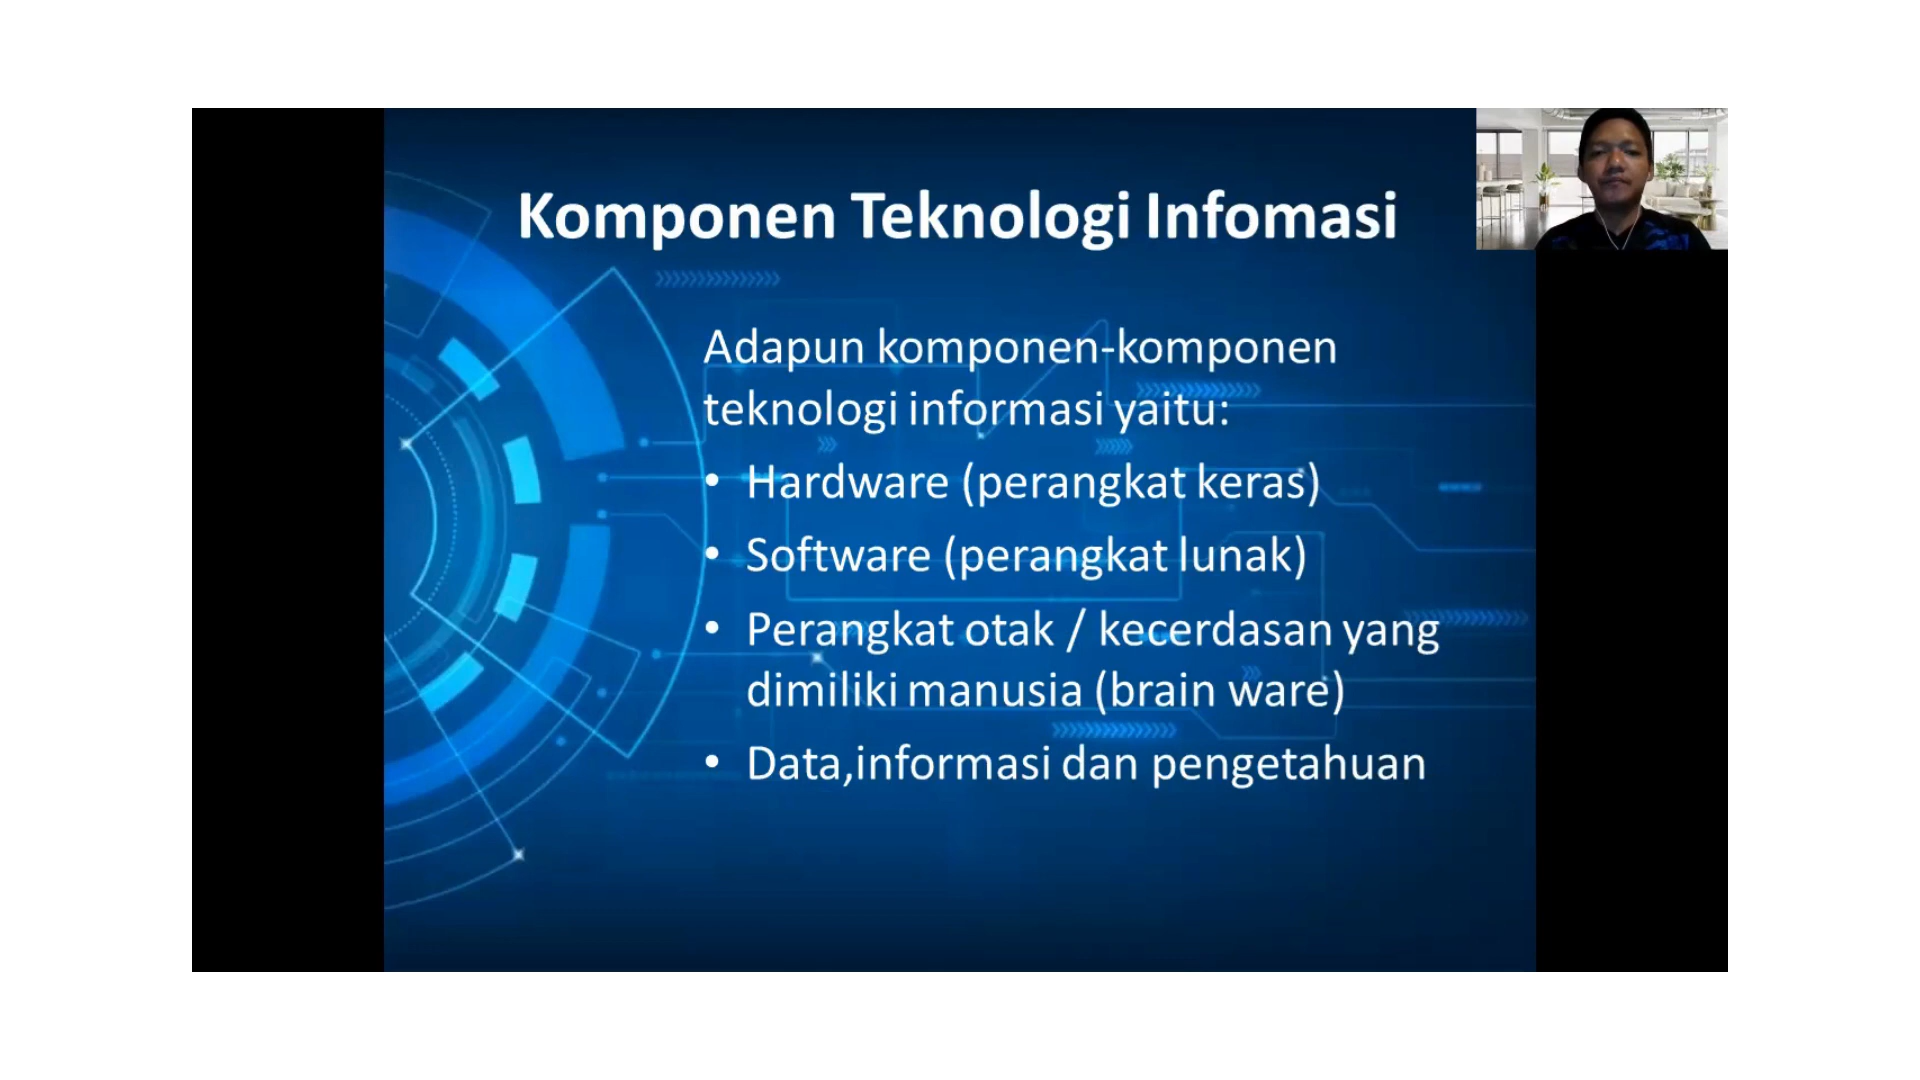 Komponen Teknologi Infomasi
Adapun komponen-komponen
teknologi informasi yaitu:
• Hardware (perangkat keras)
• Software (perangkat lunak)
• Perangkat otak / kecerdasan yang
dimiliki manusia (brain ware)
• Data,informasi dan pengetahuan